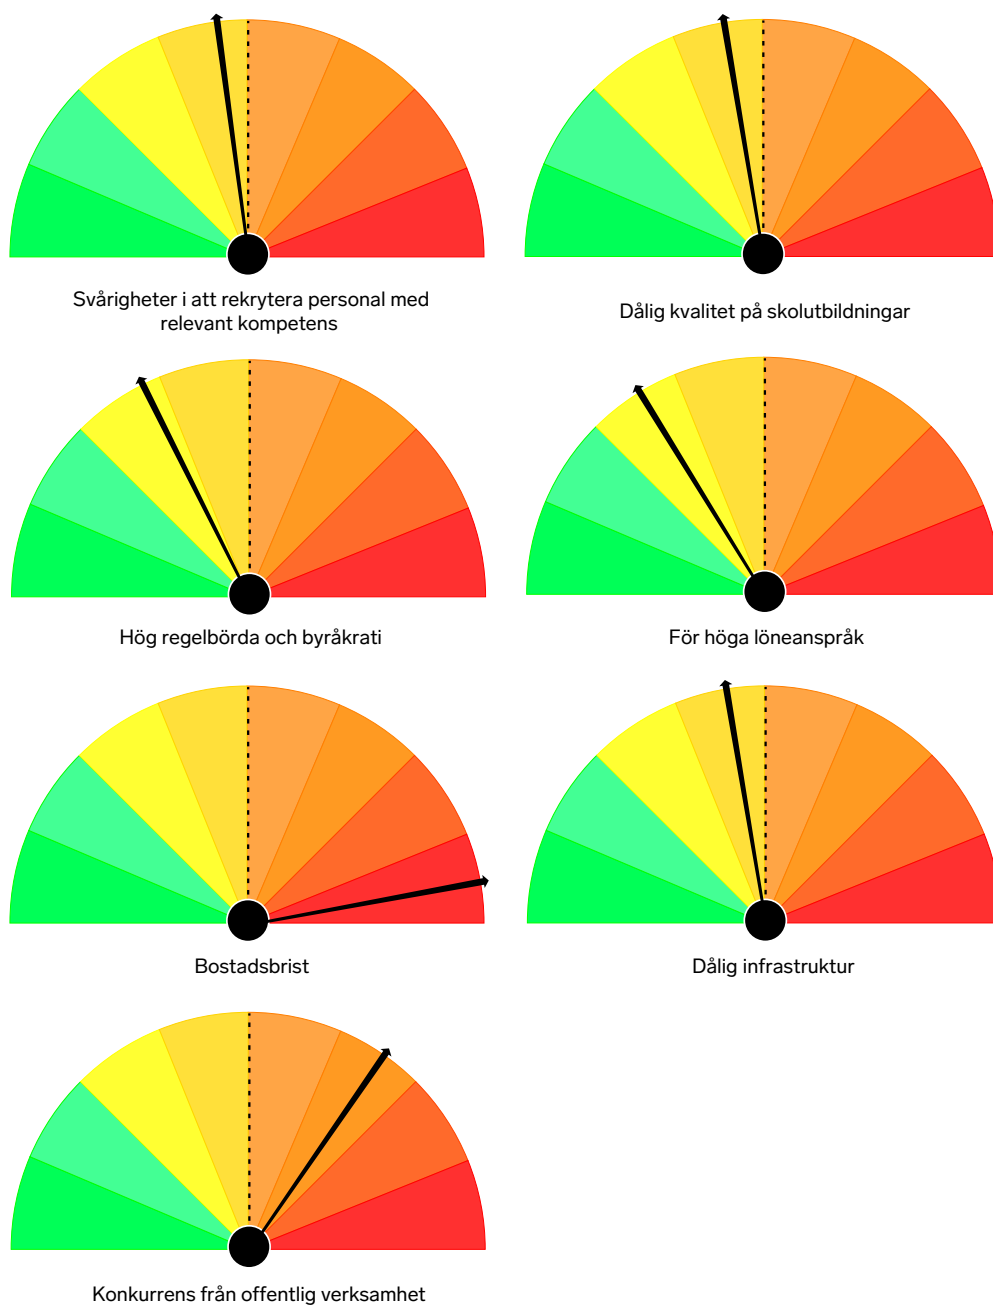 Svårigheter i att rekrytera personal med
relevant kompetens
Dålig kvalitet på skolutbildningar
Hög regelbörda och byråkrati
För höga löneanspråk
Bostadsbrist
Dålig infrastruktur
Konkurrens från offentlig verksamhet